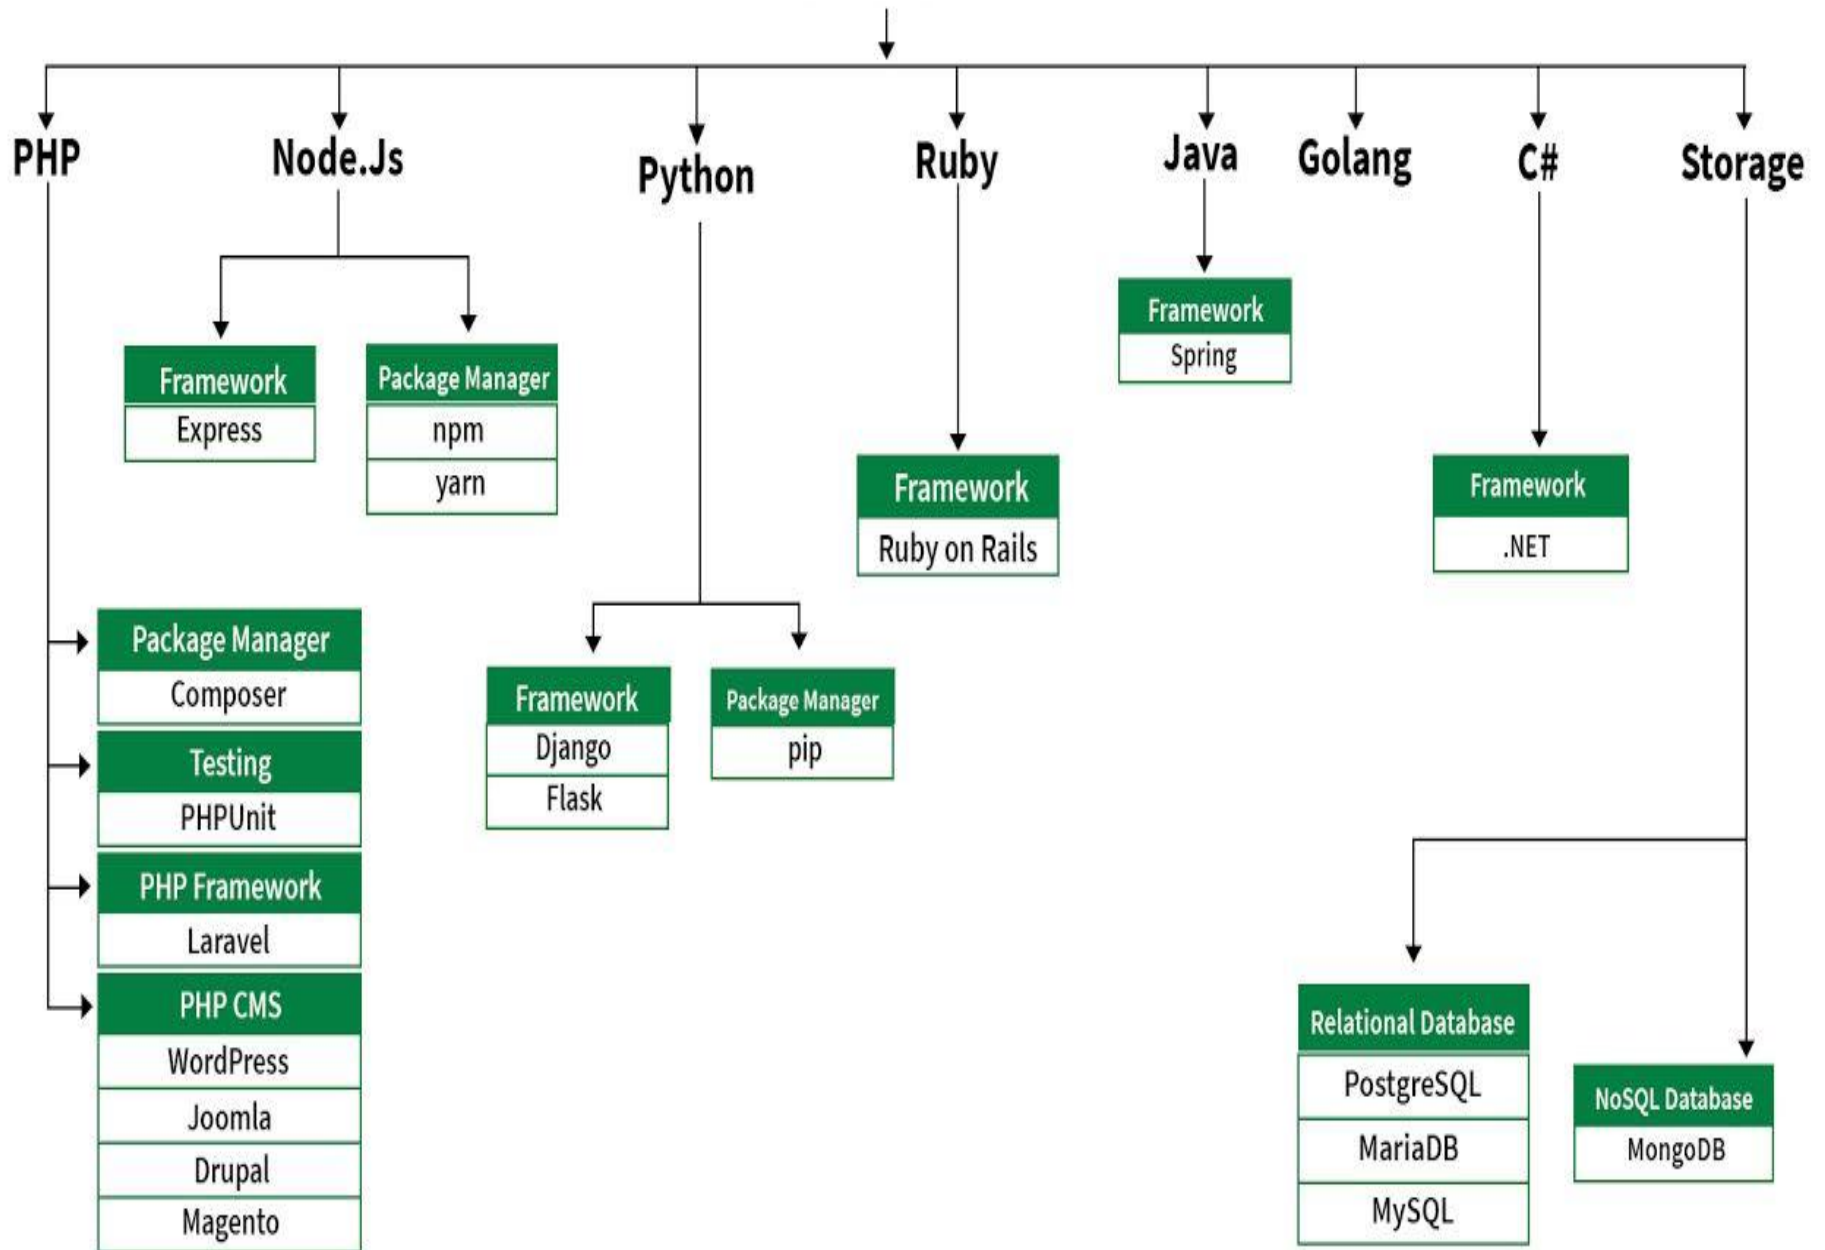 PHP
Node.Js
Python
Ruby
Java
Golang
C#
Storage
Framework
Express
Package Manager
npm
yarn
Framework
Spring
Framework
Ruby on Rails
Framework
.NET
Package Manager
Composer
Testing
PHPUnit
PHP Framework
Laravel
PHP CMS
WordPress
Joomla
Drupal
Magento
Framework
Django
Flask
Package Manager
pip
Relational Database
PostgreSQL
MariaDB
MySQL
NoSQL Database
MongoDB